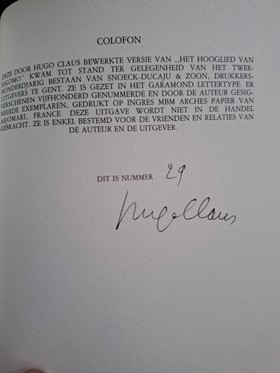 COLOFON
DEZE DOOR HUGO CLAUS BEWERKTE VERSIE VAN „HET HOOGLIED VAN
SALOMO” KWAM TOT STAND TER GELEGENHEID VAN HET TWEE-
HONDERDJARIG BESTAAN VAN SNOECK-DUCAJU & ZOON, DRUKKERS-
UITGEVERS TE GENT. ZE IS GEZET IN HET GARAMOND LETTERTYPE. ER
VERSCHENEN VIJFHONDERD GENUMMERDE EN DOOR DE AUTEUR GESIG-
NEERDE EXEMPLAREN, GEDRUKT OP INGRES MBM ARCHES PAPIER VAN
ARJOMARI, FRANCE. DEZE UITGAVE WORDT NIET IN DE HANDEL
GEBRACHT. ZE IS ENKEL BESTEMD VOOR DE VRIENDEN EN RELATIES VAN
DE AUTEUR EN DE UITGEVER.
DIT IS NUMMER 29
Hugo Claus